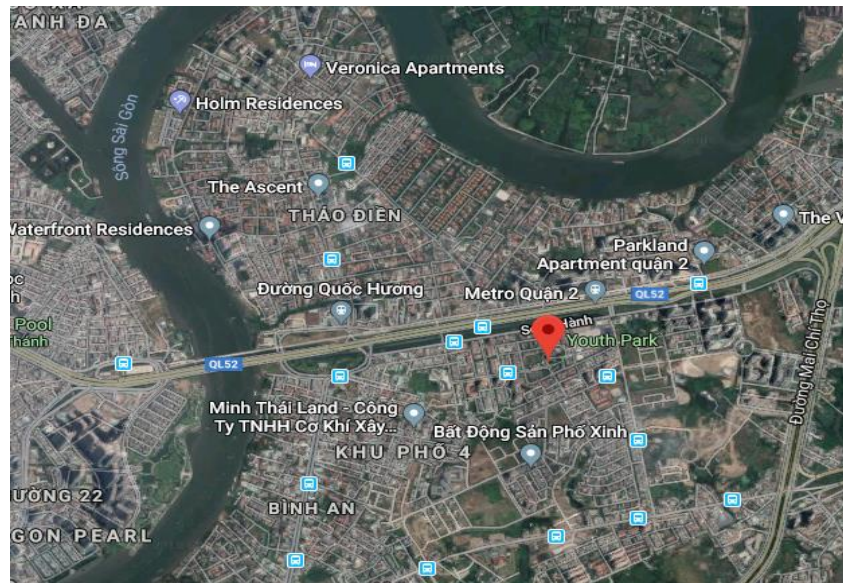 ANH ĐA
Veronica Apartments
Holm Residences
Sông Sài Gòn
The Ascent
THẢO ĐIỀN
Waterfront Residences
The V
Parkland
Apartment quận 2
Đường Quốc Hương
Metro Quận 2
QL52
Hành
Youth Park
Pool
Khánh
QL52
Đường Mai Chí Thọ
Minh Thái Land - Công
Ty TNHH Cơ Khí Xây...
Bất Động Sản Phố Xinh
KHU PHỐ 4
BÌNH AN
GON PEARL